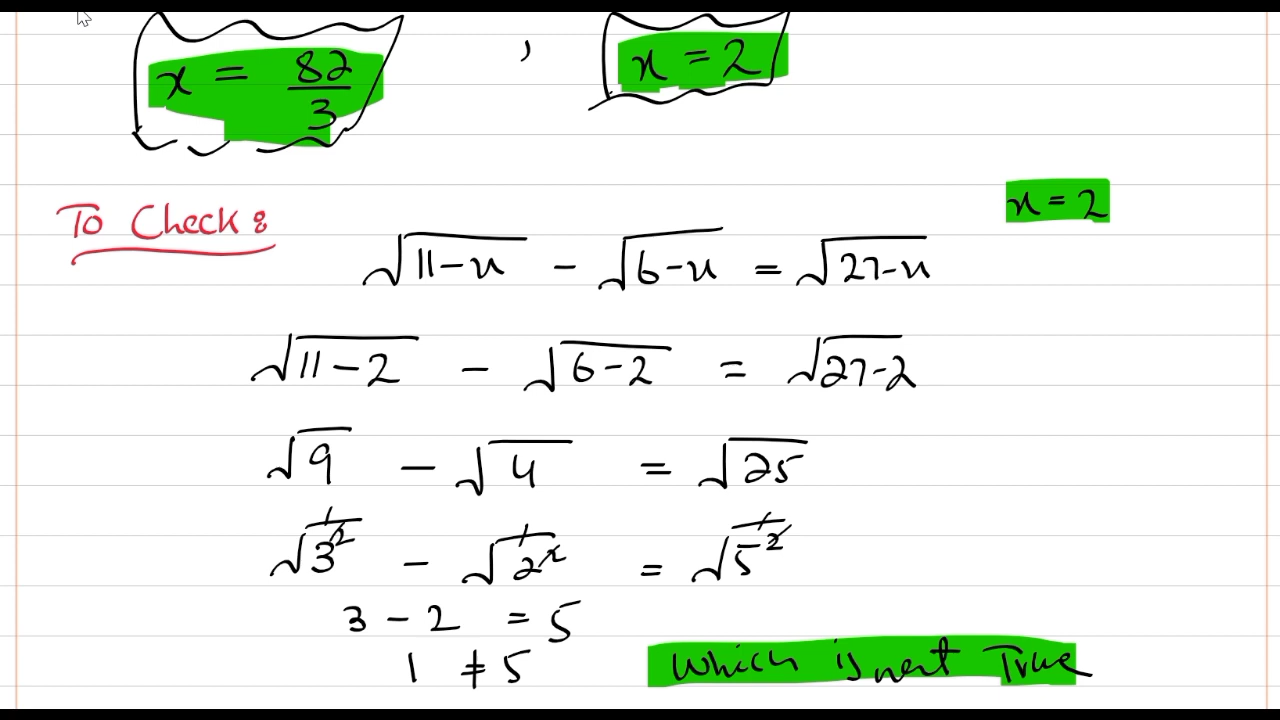 x = 82/3 , x = 2
To Check:
x = 2
√(11-x) - √(6-x) = √(27-x)
√(11-2) - √(6-2) = √(27-2)
√9 - √4 = √25
√3² - √2² = √5²
3 - 2 = 5
1 ≠ 5 Which is not True